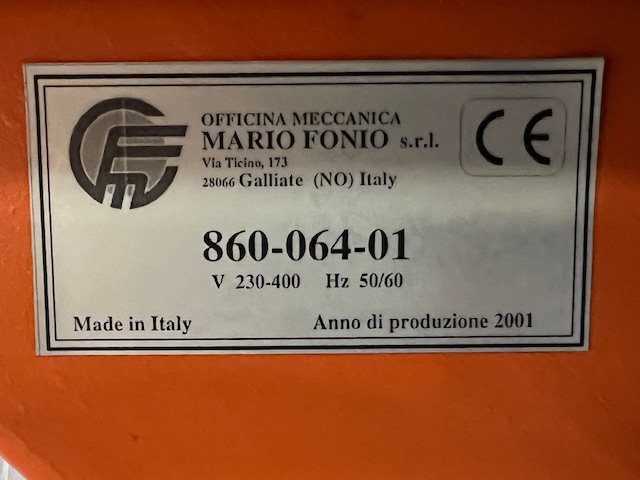 OFFICINA MECCANICA
MARIO FONIO s.r.l.
Via Ticino, 173
28066 Galliate (NO) Italy
CE
860-064-01
V 230-400 Hz 50/60
Made in Italy Anno di produzione 2001